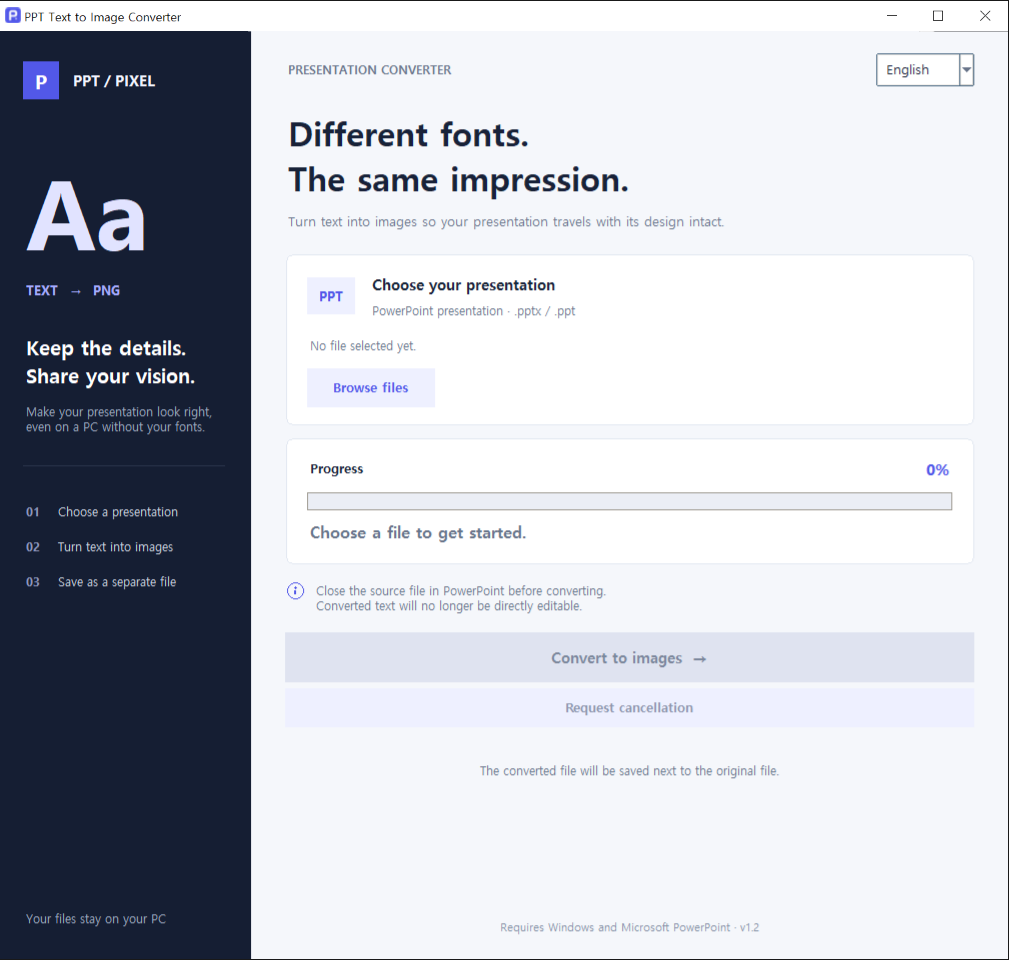 PPT Text to Image Converter
P PPT / PIXEL
Aa
TEXT → PNG
Keep the details.
Share your vision.
Make your presentation look right,
even on a PC without your fonts.
01 Choose a presentation
02 Turn text into images
03 Save as a separate file
Your files stay on your PC
PRESENTATION CONVERTER
English
Different fonts.
The same impression.
Turn text into images so your presentation travels with its design intact.
PPT
Choose your presentation
PowerPoint presentation · .pptx / .ppt
No file selected yet.
Browse files
Progress 0%
Choose a file to get started.
Close the source file in PowerPoint before converting.
Converted text will no longer be directly editable.
Convert to images →
Request cancellation
The converted file will be saved next to the original file.
Requires Windows and Microsoft PowerPoint · v1.2